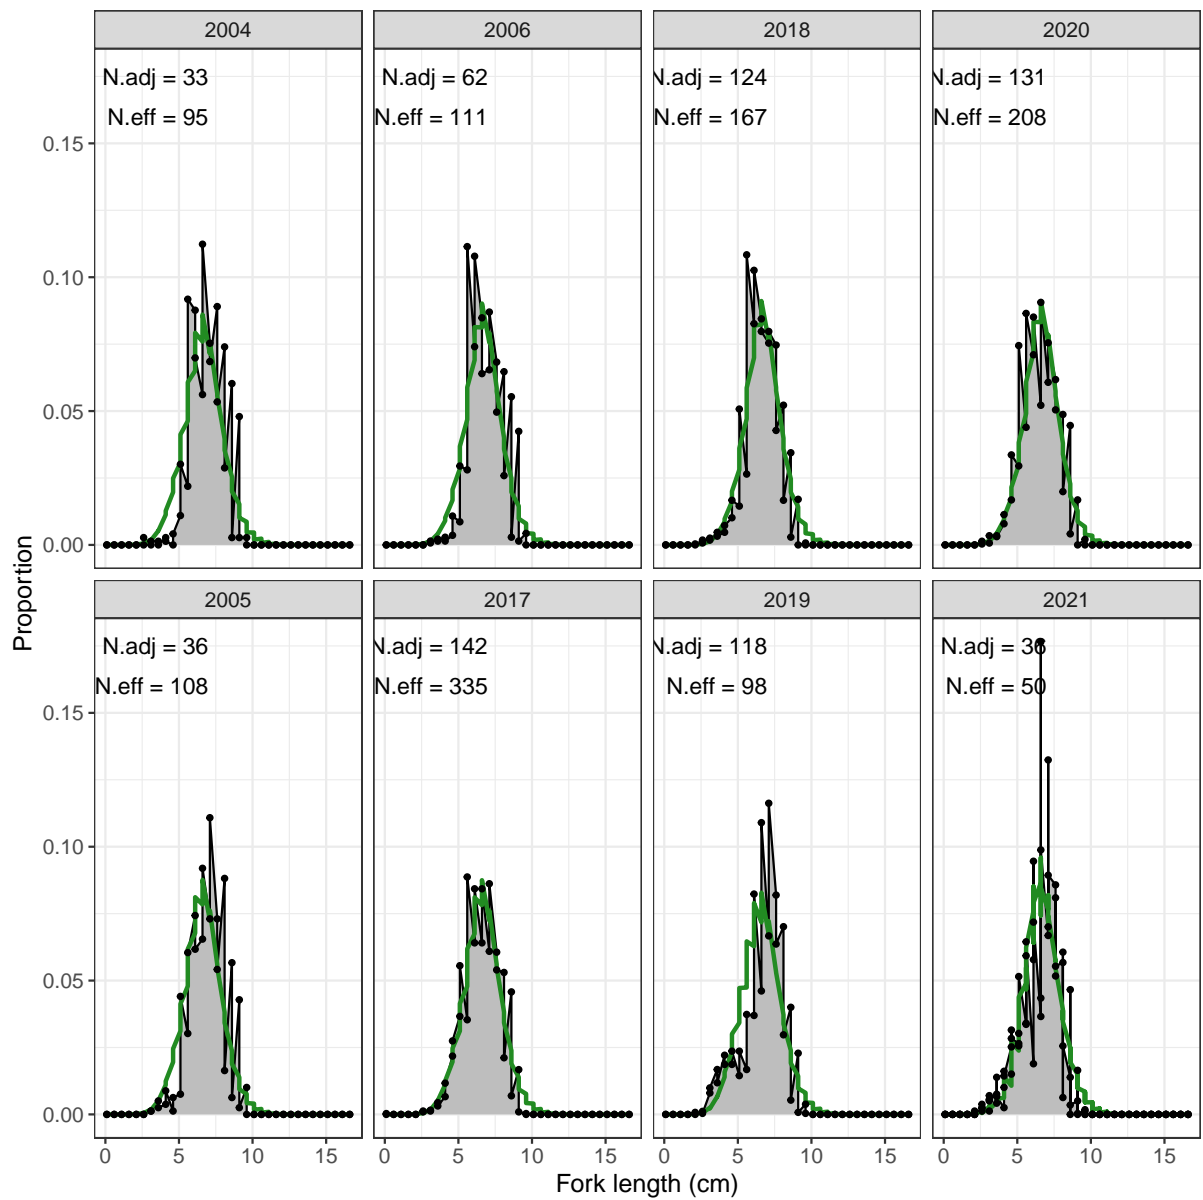 2004
2006
2018
2020
N.adj = 33
N.eff = 95
N.adj = 62
N.eff = 111
N.adj = 124
N.eff = 167
N.adj = 131
N.eff = 208
0.15
0.10
0.05
0.00
2005
2017
2019
2021
N.adj = 36
N.eff = 108
N.adj = 142
N.eff = 335
N.adj = 118
N.eff = 98
N.adj = 36
N.eff = 50
0.15
0.10
0.05
0.00
0 5 10 15
0 5 10 15
0 5 10 15
0 5 10 15
Proportion
Fork length (cm)